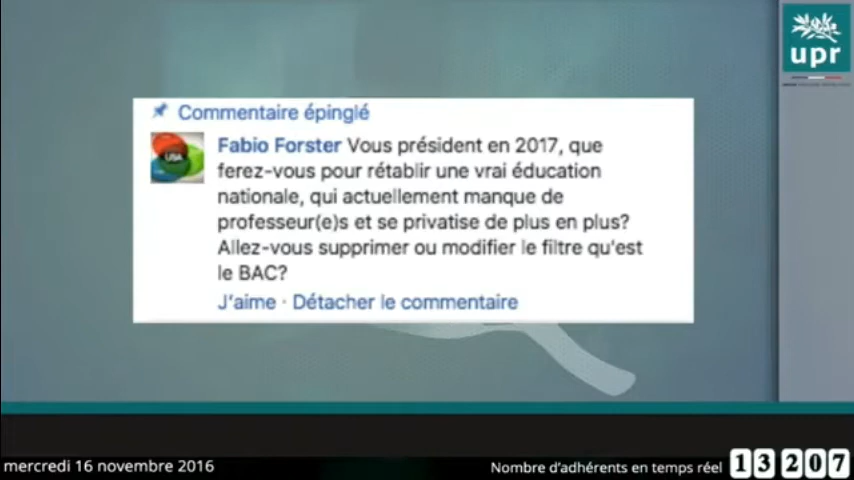 upr
Commentaire épinglé
Fabio Forster Vous président en 2017, que
ferez-vous pour rétablir une vrai éducation
nationale, qui actuellement manque de
professeur(e)s et se privatise de plus en plus?
Allez-vous supprimer ou modifier le filtre qu'est
le BAC?
J'aime · Détacher le commentaire
mercredi 16 novembre 2016
Nombre d'adhérents en temps réel 13 207